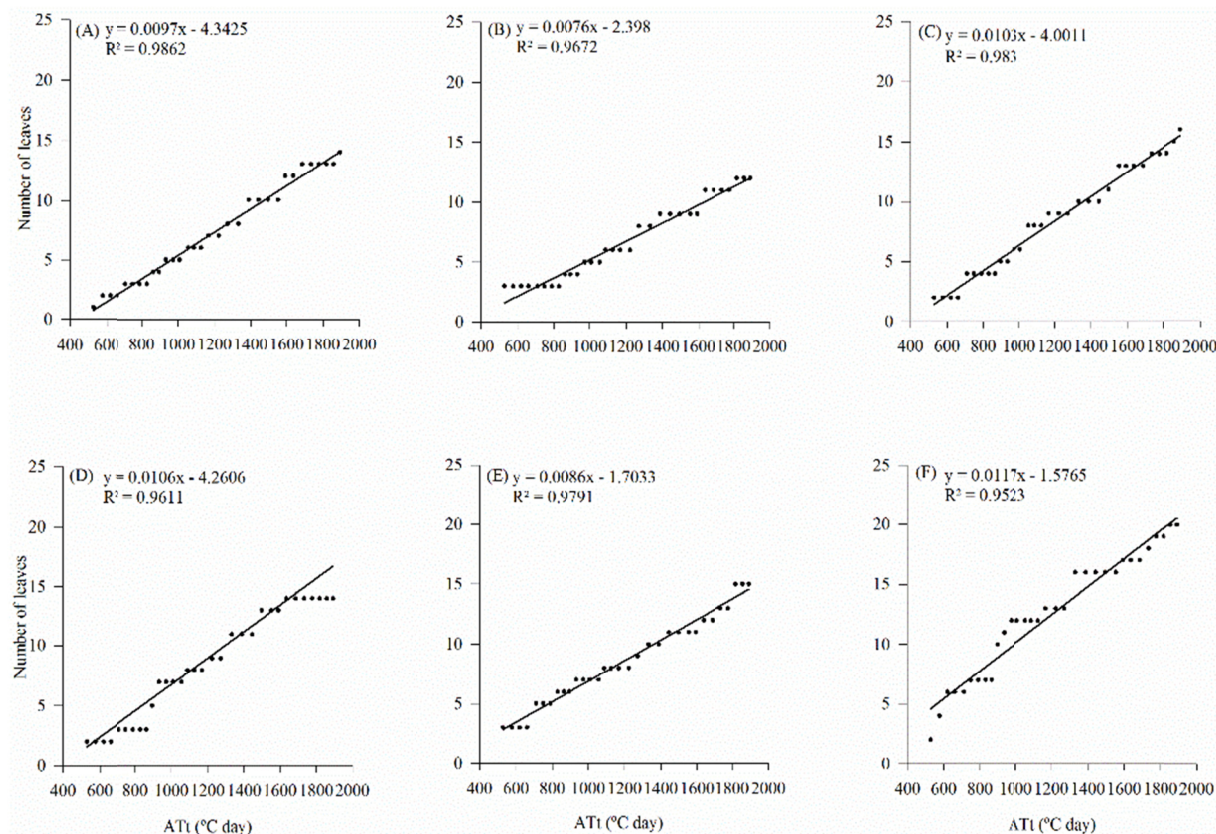 (A) y = 0.0097x - 4.3425
R² = 0.9862
Number of leaves
25
20
15
10
5
0
400 600 800 1000 1200 1400 1600 1800 2000
(B) y = 0.0076x - 2.398
R² = 0.9672
25
20
15
10
5
0
400 600 800 1000 1200 1400 1600 1800 2000
(C) y = 0.0103x - 4.0011
R² = 0.983
25
20
15
10
5
0
400 600 800 1000 1200 1400 1600 1800 2000
(D) y = 0.0106x - 4.2606
R² = 0.9611
Number of leaves
25
20
15
10
5
0
400 600 800 1000 1200 1400 1600 1800 2000
ATt (°C day)
(E) y = 0.0086x - 1.7033
R² = 0.9791
25
20
15
10
5
0
400 600 800 1000 1200 1400 1600 1800 2000
ATt (°C day)
(F) y = 0.0117x - 1.5765
R² = 0.9523
25
20
15
10
5
0
400 600 800 1000 1200 1400 1600 1800 2000
ATt (°C day)